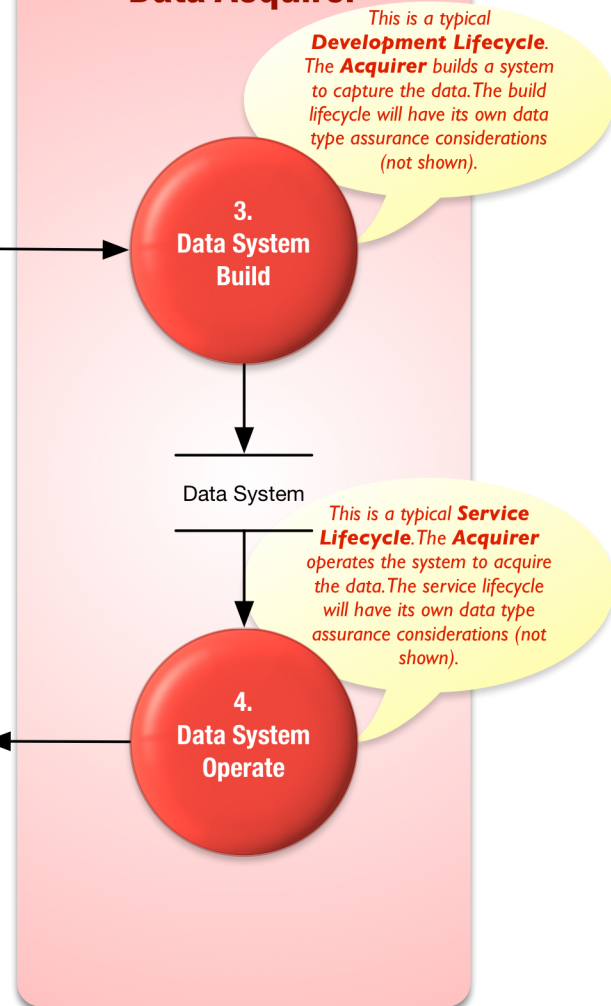 Data Acquirer
This is a typical
Development Lifecycle.
The Acquirer builds a system
to capture the data. The build
lifecycle will have its own data
type assurance considerations
(not shown).
3.
Data System
Build
Data System
This is a typical Service
Lifecycle. The Acquirer
operates the system to acquire
the data. The service lifecycle
will have its own data type
assurance considerations (not
shown).
4.
Data System
Operate